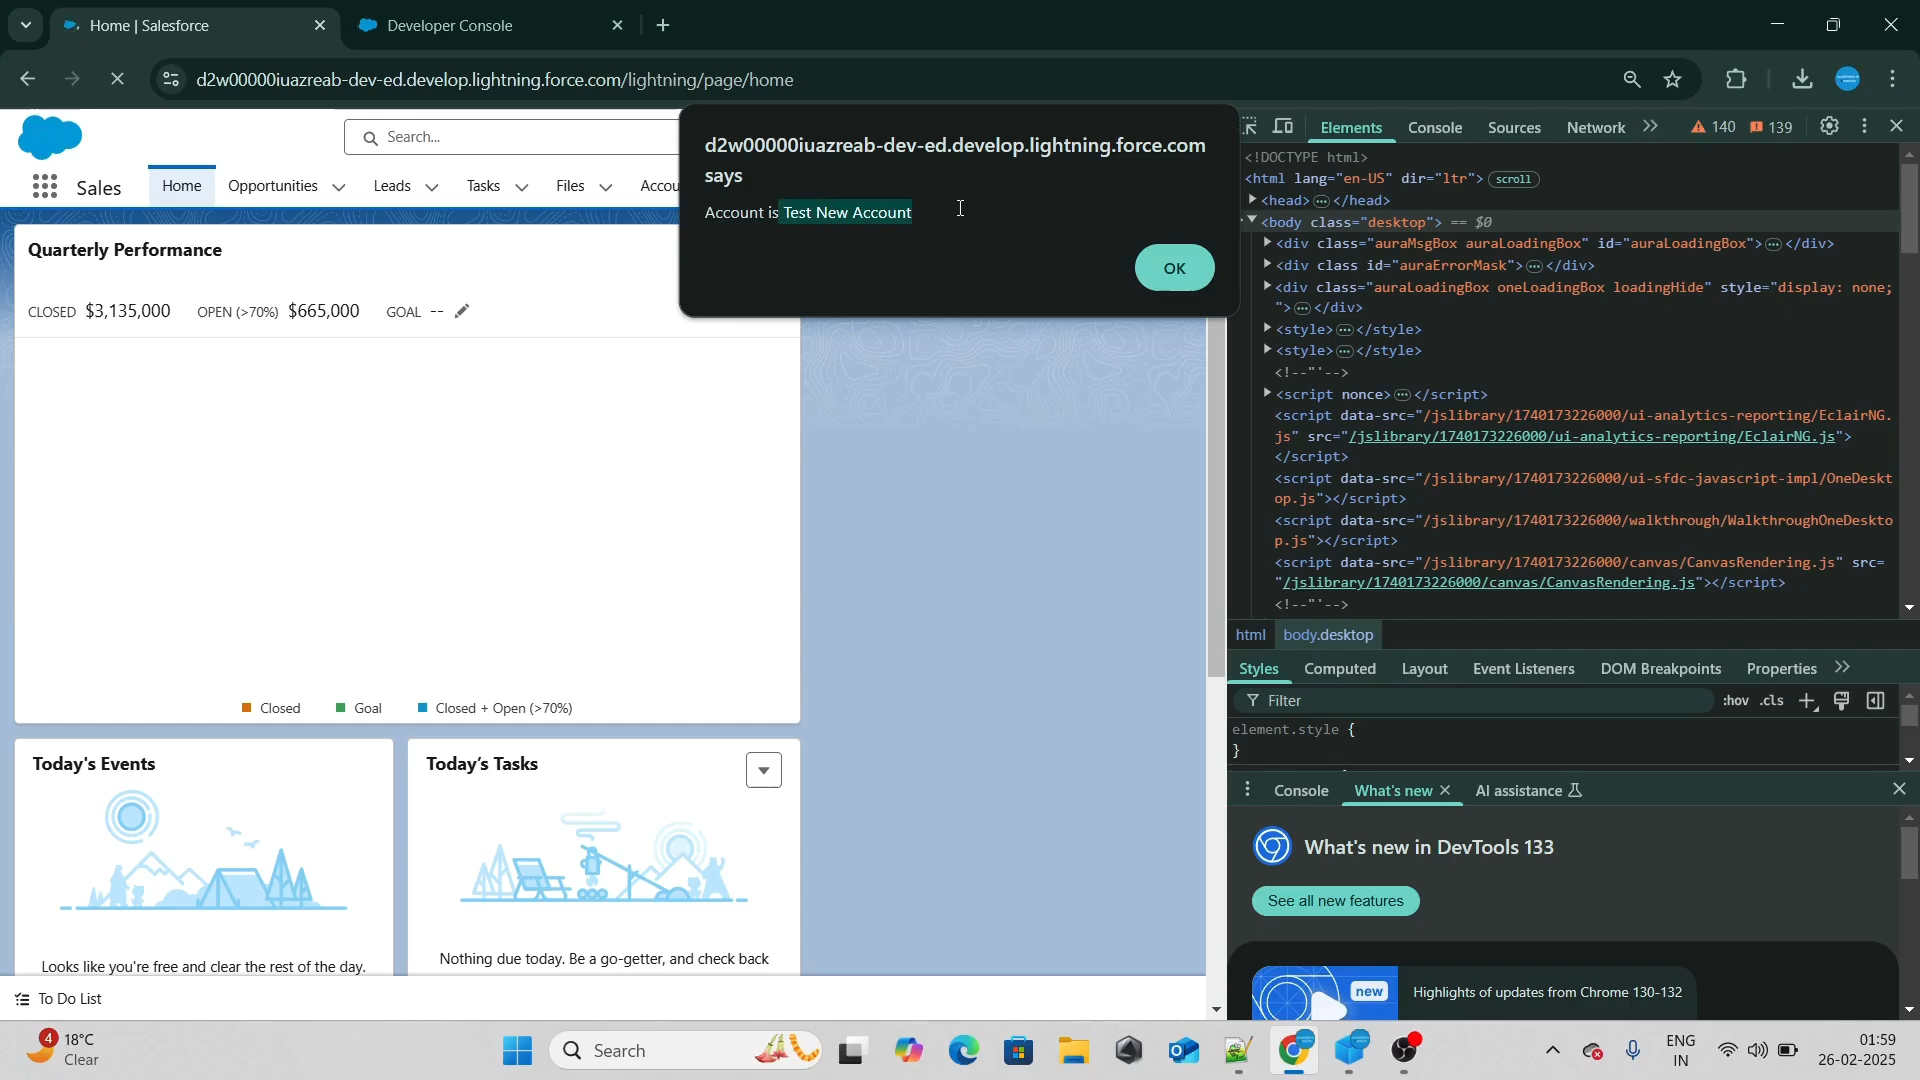 Home | Salesforce
Developer Console
d2w00000iuazreab-dev-ed.develop.lightning.force.com/lightning/page/home
Search...
Sales
Home
Opportunities
Leads
Tasks
Files
Accou
d2w00000iuazreab-dev-ed.develop.lightning.force.com
says
Account is Test New Account
OK
Quarterly Performance
CLOSED $3,135,000 OPEN (>70%) $665,000 GOAL --
Closed
Goal
Closed + Open (>70%)
Today's Events
Looks like you're free and clear the rest of the day.
Today’s Tasks
Nothing due today. Be a go-getter, and check back
To Do List
Elements
Console
Sources
Network
140
139
<!DOCTYPE html>
<html lang="en-US" dir="ltr"> scroll
<head> </head>
<body class="desktop"> == $0
<div class="auraMsgBox auraLoadingBox" id="auraLoadingBox"> </div>
<div class id="auraErrorMask"> </div>
<div class="auraLoadingBox oneLoadingBox loadingHide" style="display: none;
"> </div>
<style> </style>
<style> </style>
<!--"'-->
<script nonce> </script>
<script data-src="/jslibrary/1740173226000/ui-analytics-reporting/EclairNG.
js" src="/jslibrary/1740173226000/ui-analytics-reporting/EclairNG.js">
</script>
<script data-src="/jslibrary/1740173226000/ui-sfdc-javascript-impl/OneDeskt
op.js"></script>
<script data-src="/jslibrary/1740173226000/walkthrough/WalkthroughOneDeskto
p.js"></script>
<script data-src="/jslibrary/1740173226000/canvas/CanvasRendering.js" src=
"/jslibrary/1740173226000/canvas/CanvasRendering.js"></script>
<!--"'-->
html
body.desktop
Styles
Computed
Layout
Event Listeners
DOM Breakpoints
Properties
Filter
:hov .cls
element.style {
}
Console
What's new
AI assistance
What's new in DevTools 133
See all new features
new
Highlights of updates from Chrome 130-132
4
18°C
Clear
Search
ENG
IN
01:59
26-02-2025